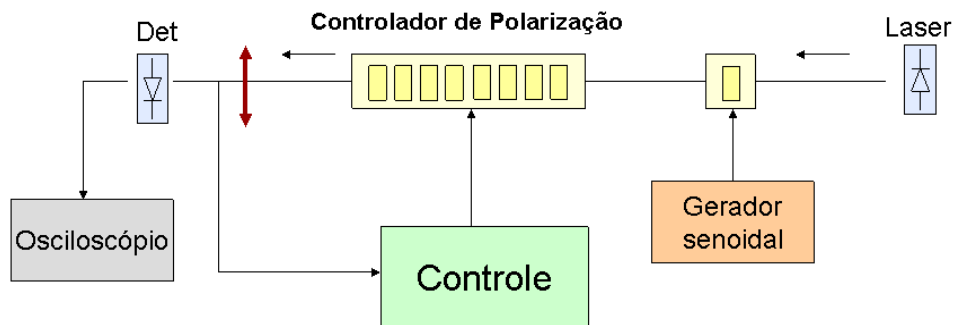 Controlador de Polarização
Det
Laser
Osciloscópio
Controle
Gerador
senoidal